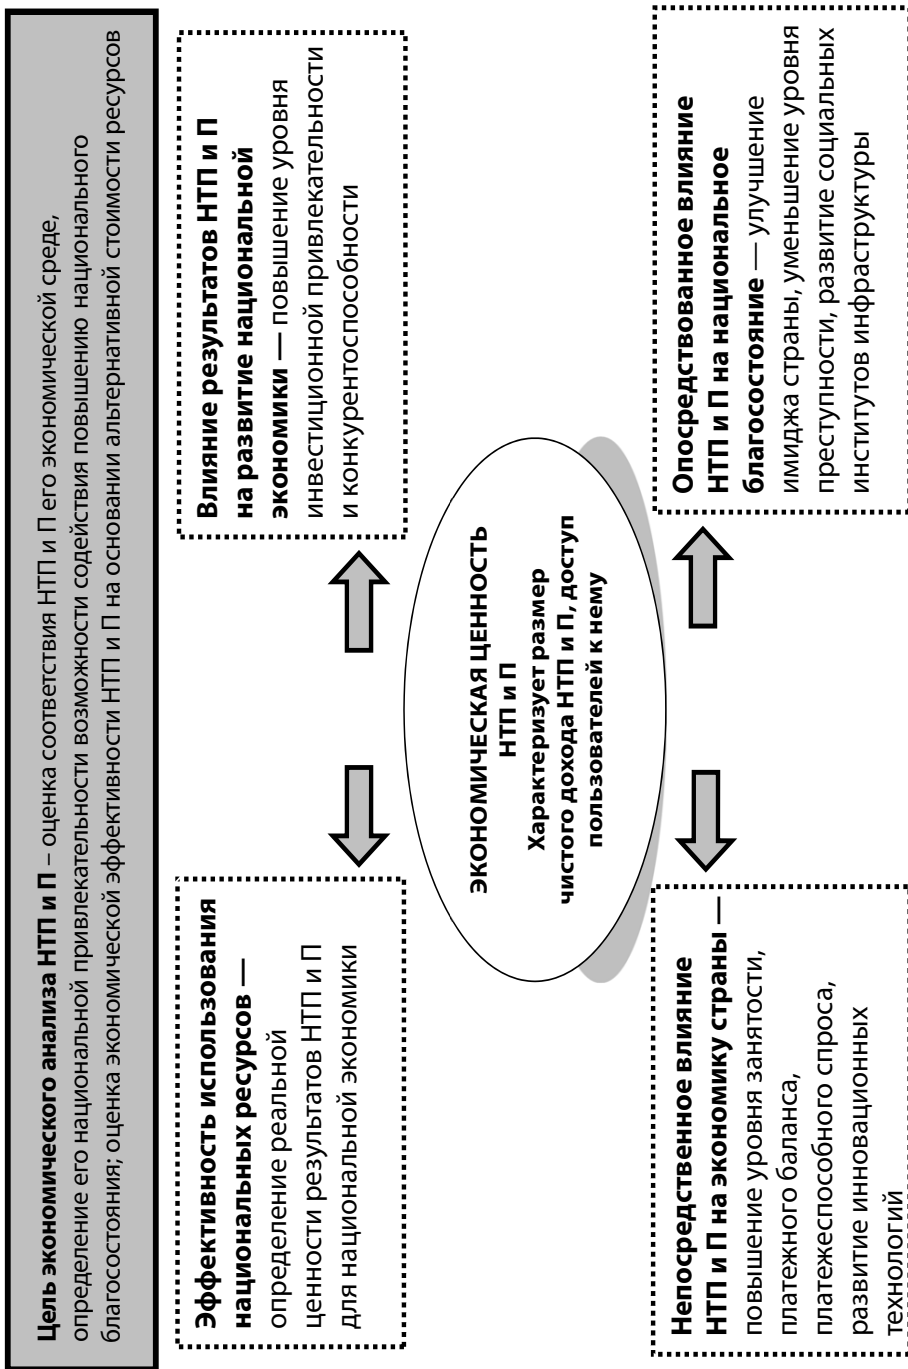 Цель экономического анализа НТП и П – оценка соответствия НТП и П его экономической среде,
определение его национальной привлекательности возможности содействия повышению национального
благосостояния; оценка экономической эффективности НТП и П на основании альтернативной стоимости ресурсов
Эффективность использования
национальных ресурсов —
определение реальной
ценности результатов НТП и П
для национальной экономики
Влияние результатов НТП и П
на развитие национальной
экономики — повышение уровня
инвестиционной привлекательности
и конкурентоспособности
ЭКОНОМИЧЕСКАЯ ЦЕННОСТЬ
НТП и П
Характеризует размер
чистого дохода НТП и П, доступ
пользователей к нему
Непосредственное влияние
НТП и П на экономику страны —
повышение уровня занятости,
платежного баланса,
платежеспособного спроса,
развитие инновационных
технологий
Опосредствованное влияние
НТП и П на национальное
благосостояние — улучшение
имиджа страны, уменьшение уровня
преступности, развитие социальных
институтов инфраструктуры